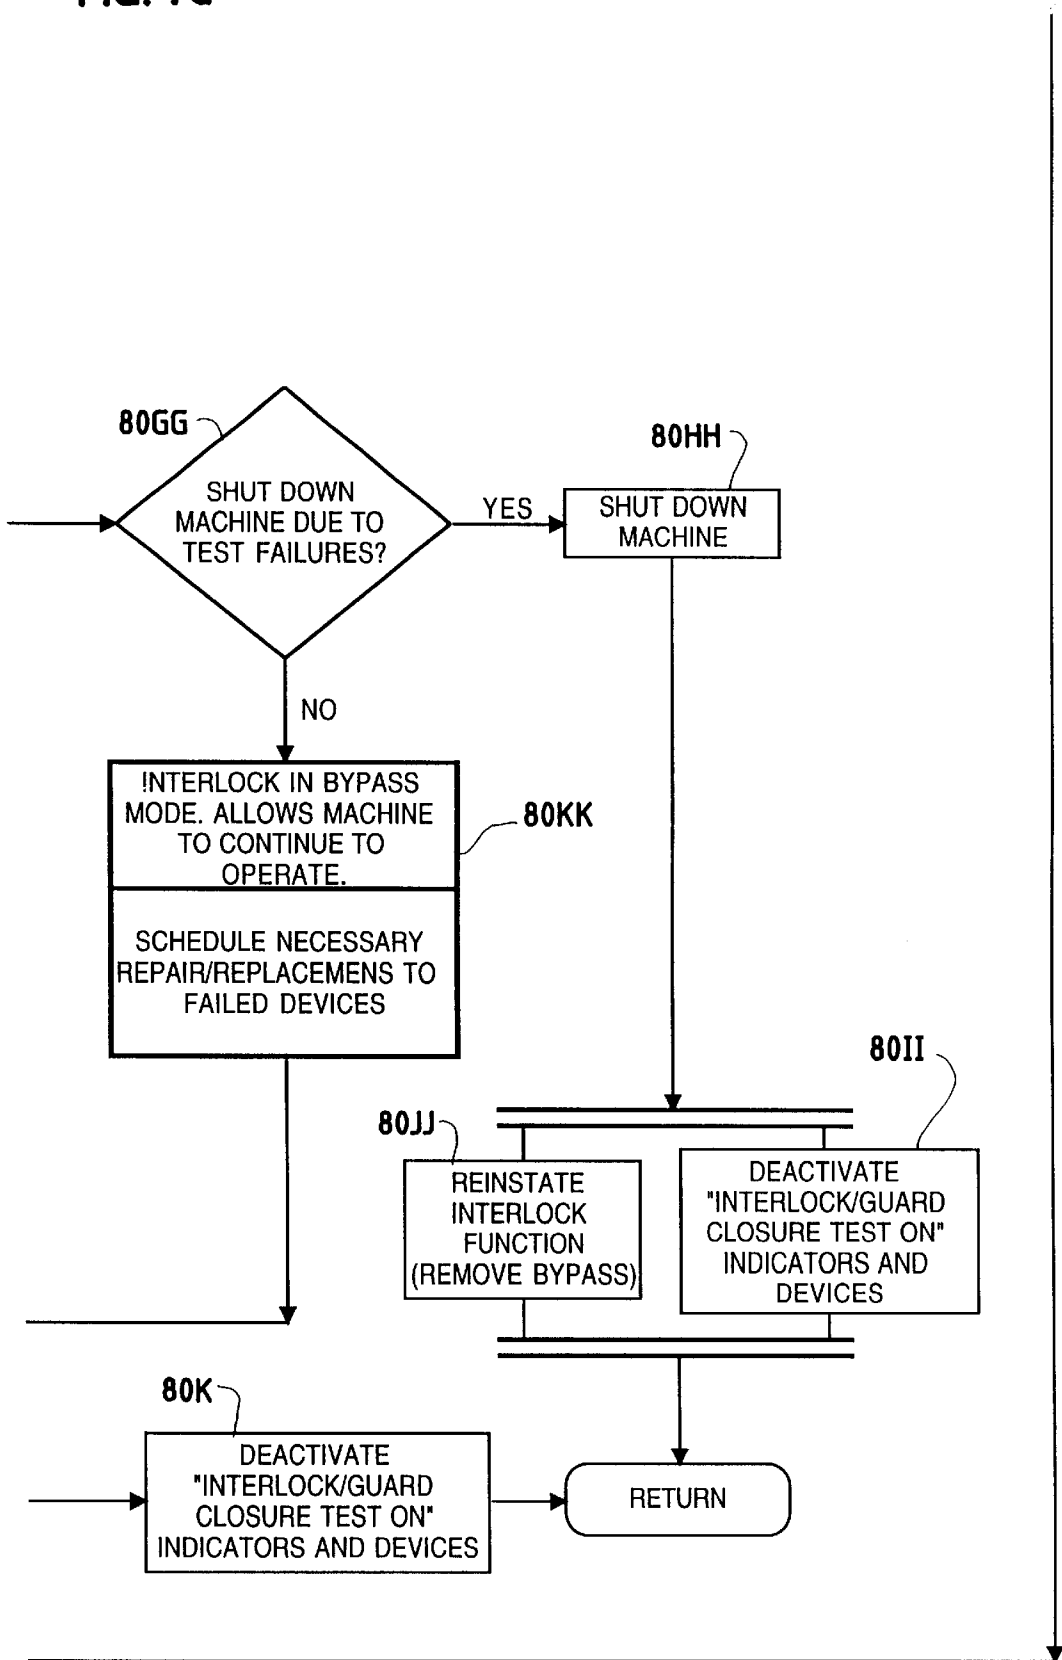 80GG
SHUT DOWN
MACHINE DUE TO
TEST FAILURES?
YES
80HH
SHUT DOWN
MACHINE
NO
INTERLOCK IN BYPASS
MODE. ALLOWS MACHINE
TO CONTINUE TO
OPERATE.
80KK
SCHEDULE NECESSARY
REPAIR/REPLACEMENS TO
FAILED DEVICES
80JJ
REINSTATE
INTERLOCK
FUNCTION
(REMOVE BYPASS)
80II
DEACTIVATE
"INTERLOCK/GUARD
CLOSURE TEST ON"
INDICATORS AND
DEVICES
80K
DEACTIVATE
"INTERLOCK/GUARD
CLOSURE TEST ON"
INDICATORS AND DEVICES
RETURN